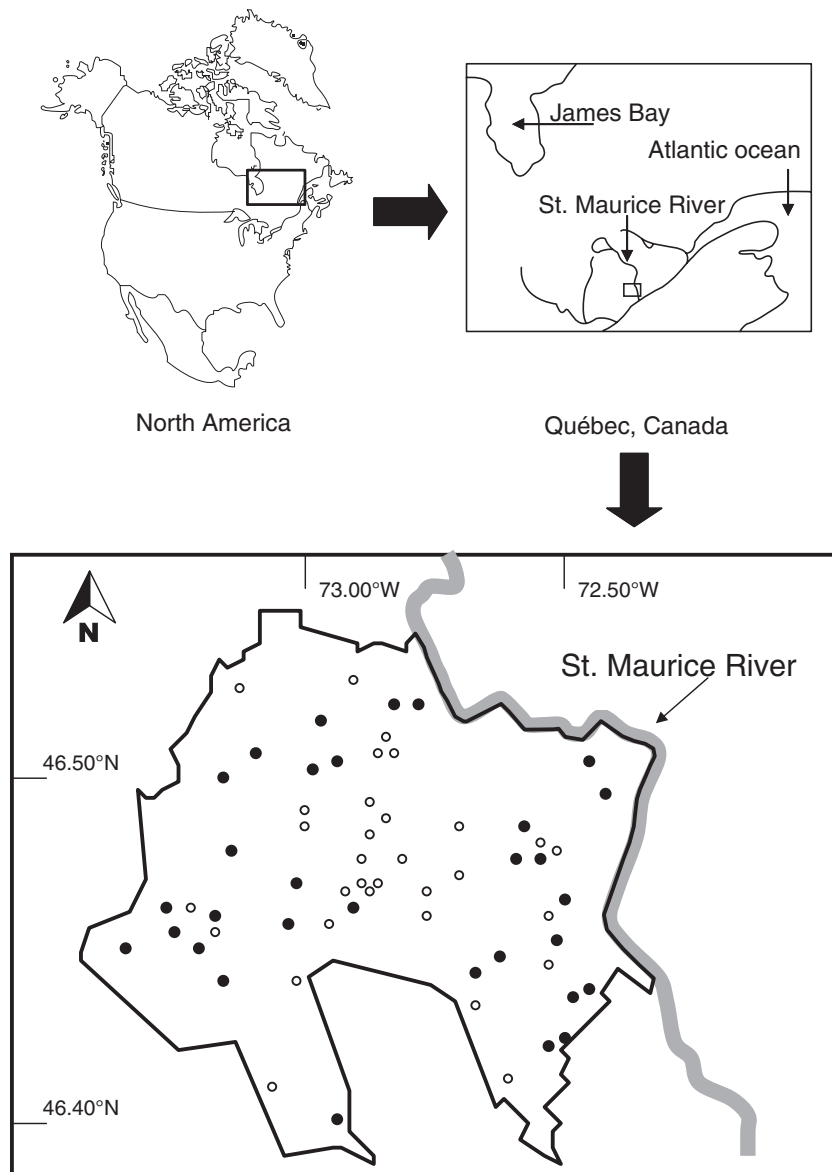 James Bay
Atlantic ocean
St. Maurice River
North America
Québec, Canada
N
73.00°W
72.50°W
St. Maurice River
46.50°N
46.40°N